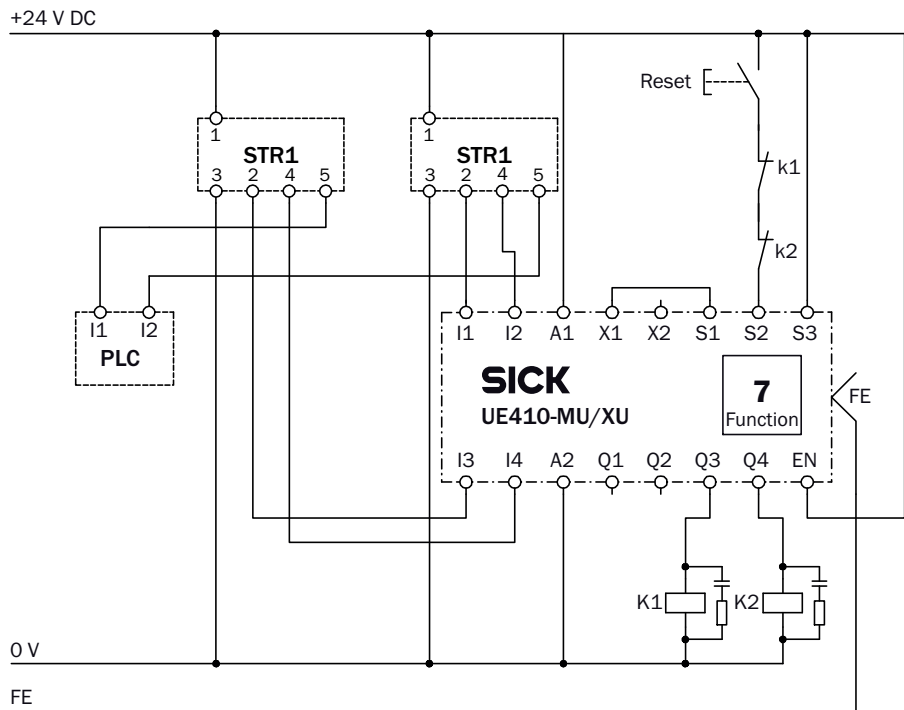 +24 V DC
Reset
1
1
STR1
STR1
3 2 4 5
3 2 4 5
k1
k2
I1 I2
PLC
I1 I2 A1 X1 X2 S1 S2 S3
SICK
UE410-MU/XU
7
Function
FE
I3 I4 A2 Q1 Q2 Q3 Q4 EN
K1
K2
0 V
FE